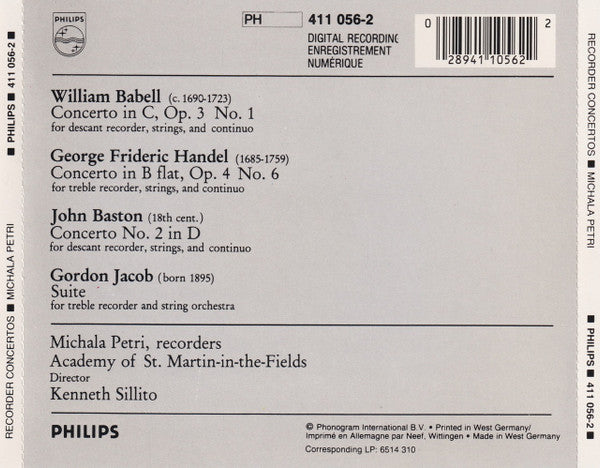 PHILIPS
PH 411 056-2
DIGITAL RECORDING
ENREGISTREMENT
NUMÉRIQUE
0 28941 10562 2
William Babell (c. 1690-1723)
Concerto in C, Op. 3 No. 1
for descant recorder, strings, and continuo
George Frideric Handel (1685-1759)
Concerto in B flat, Op. 4 No. 6
for treble recorder, strings, and continuo
John Baston (18th cent.)
Concerto No. 2 in D
for descant recorder, strings, and continuo
Gordon Jacob (born 1895)
Suite
for treble recorder and string orchestra
Michala Petri, recorders
Academy of St. Martin-in-the-Fields
Director
Kenneth Sillito
PHILIPS
℗ Phonogram International B.V. • Printed in West Germany/
Imprimé en Allemagne par Neef, Wittingen • Made in West Germany
Corresponding LP: 6514 310
RECORDER CONCERTOS ■ MICHALA PETRI ■ PHILIPS ■ 411 056-2 ■
RECORDER CONCERTOS ■ MICHALA PETRI ■ PHILIPS ■ 411 056-2 ■